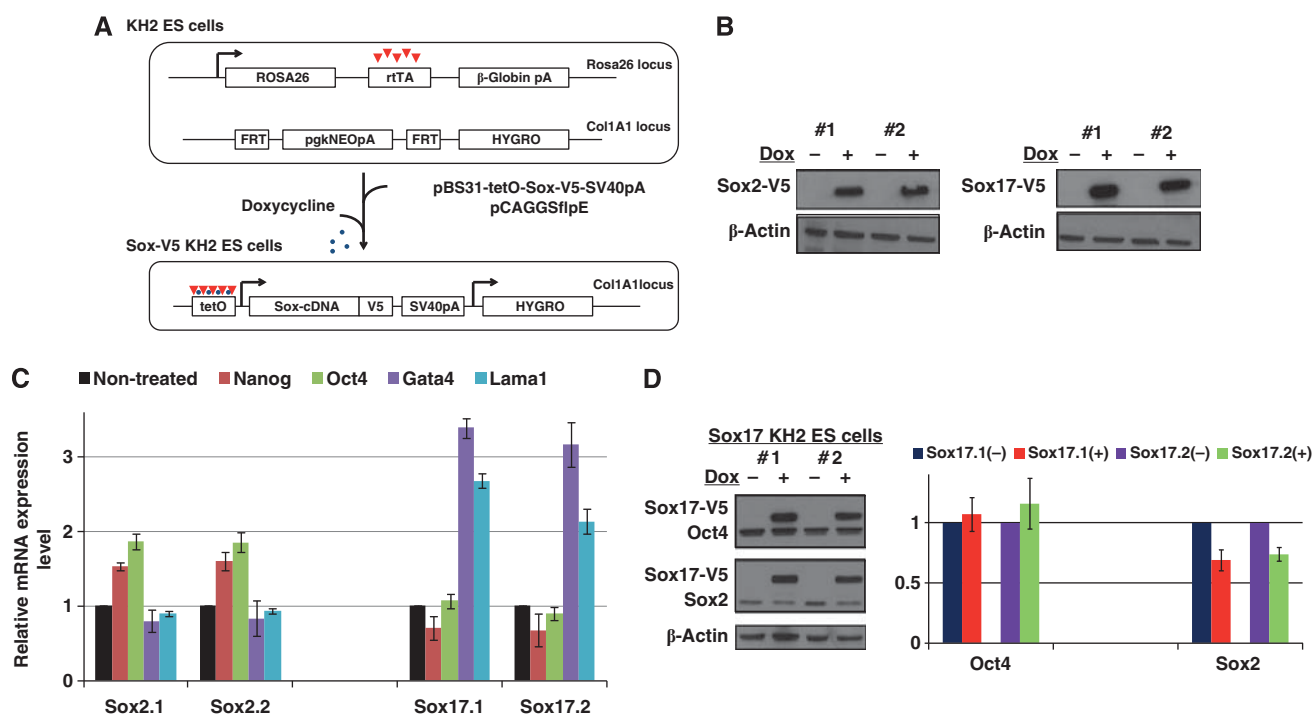 A
KH2 ES cells
Rosa26 locus
ROSA26
rtTA
β-Globin pA
Col1A1 locus
FRT
pgkNEOpA
FRT
HYGRO
Doxycycline
pBS31-tetO-Sox-V5-SV40pA
pCAGGSflpE
Sox-V5 KH2 ES cells
Col1A1locus
tetO
Sox-cDNA
V5
SV40pA
HYGRO
B
#1 #2
Dox – + – +
Sox2-V5
β-Actin
#1 #2
Dox – + – +
Sox17-V5
β-Actin
C
Non-treated Nanog Oct4 Gata4 Lama1
Relative mRNA expression
level
3
2
1
0
Sox2.1 Sox2.2 Sox17.1 Sox17.2
D
Sox17 KH2 ES cells
#1 #2
Dox – + – +
Sox17-V5
Oct4
Sox17-V5
Sox2
β-Actin
Sox17.1(–) Sox17.1(+) Sox17.2(–) Sox17.2(+)
1
0.5
0
Oct4 Sox2